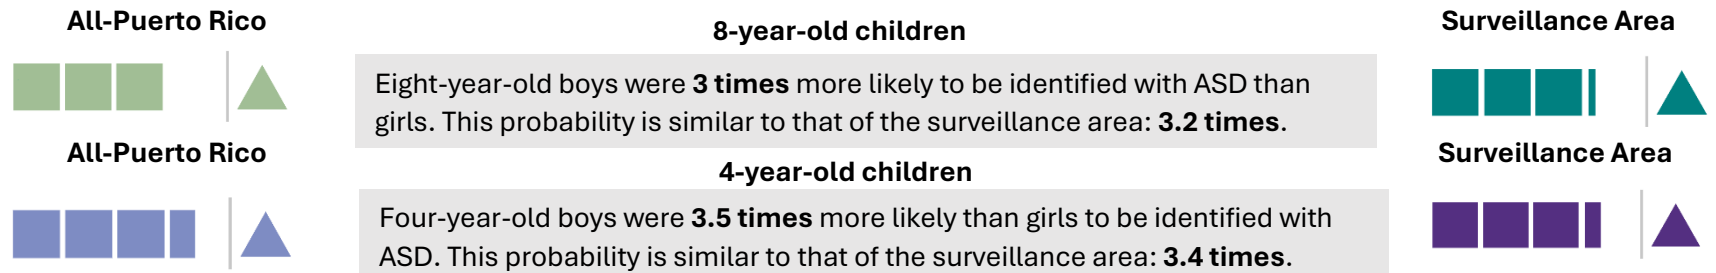 All-Puerto Rico
8-year-old children
Surveillance Area
Eight-year-old boys were 3 times more likely to be identified with ASD than
girls. This probability is similar to that of the surveillance area: 3.2 times.
All-Puerto Rico
4-year-old children
Surveillance Area
Four-year-old boys were 3.5 times more likely than girls to be identified with
ASD. This probability is similar to that of the surveillance area: 3.4 times.